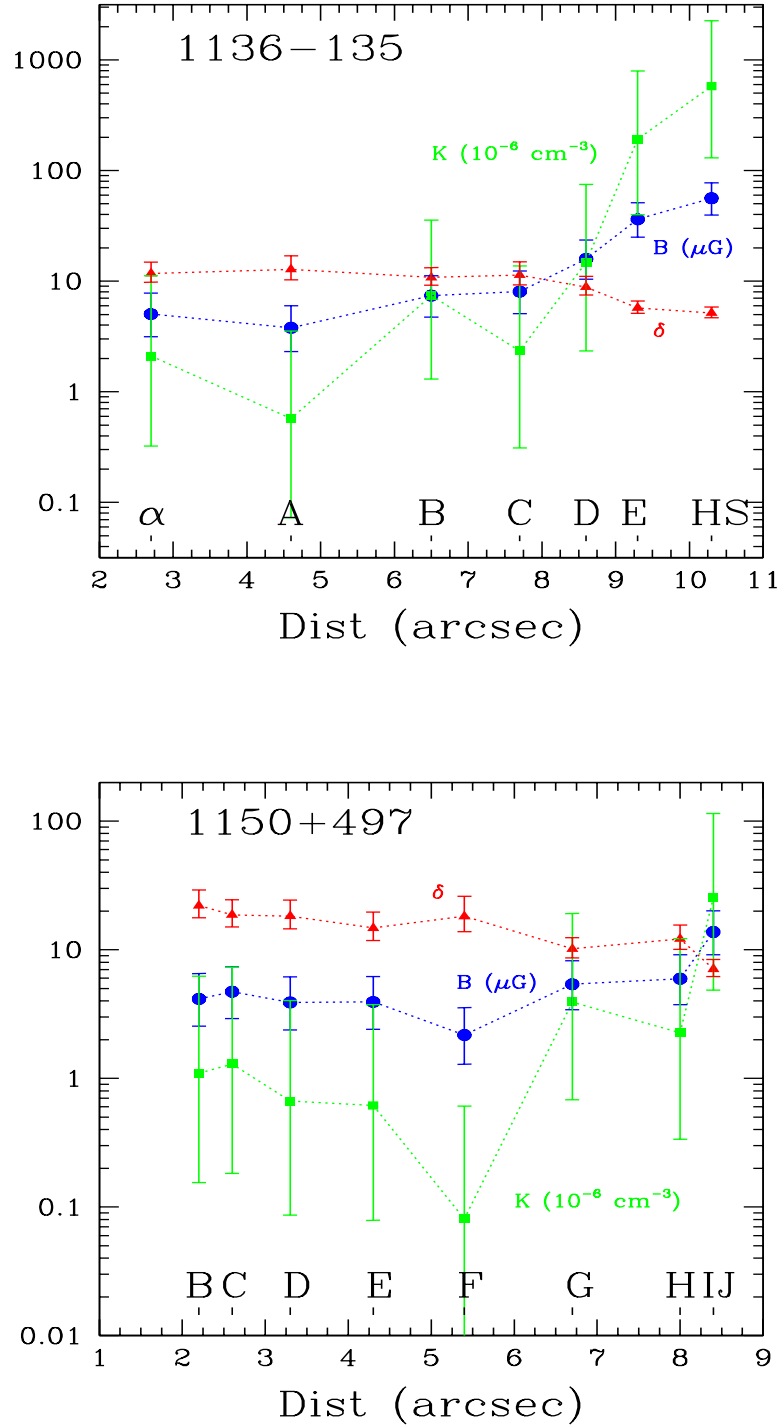 1136−135
1000
K (10⁻⁶ cm⁻³)
100
B (μG)
10
δ
1
0.1
α A B C D E HS
2 3 4 5 6 7 8 9 10 11
Dist (arcsec)
1150+497
100
δ
10
B (μG)
1
K (10⁻⁶ cm⁻³)
0.1
B C D E F G H IJ
0.01
1 2 3 4 5 6 7 8 9
Dist (arcsec)